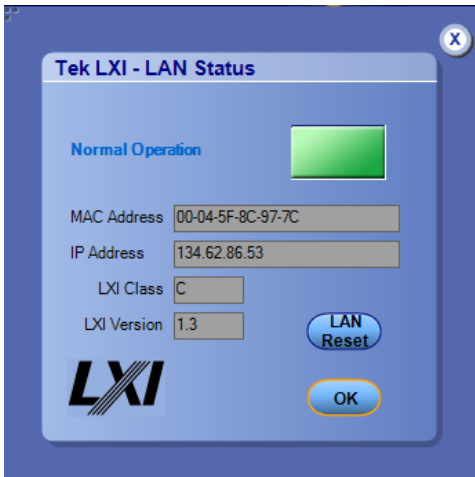 X
Tek LXI - LAN Status
Normal Operation
MAC Address 00-04-5F-8C-97-7C
IP Address 134.62.86.53
LXI Class C
LXI Version 1.3
LAN
Reset
LXI
OK